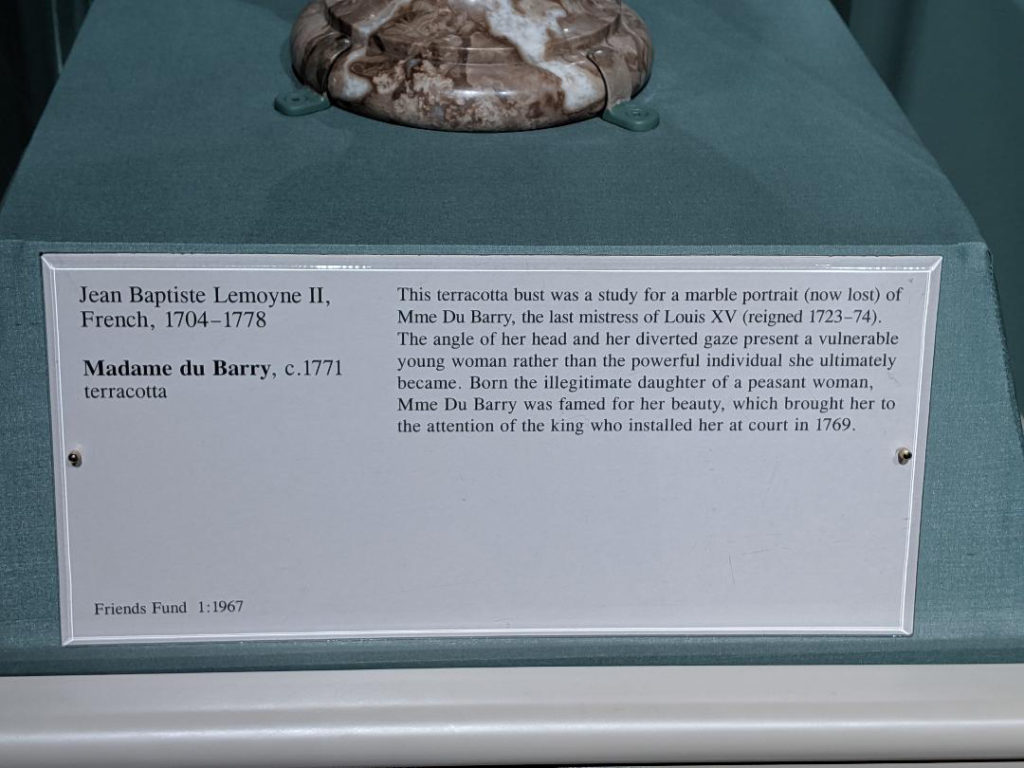 Jean Baptiste Lemoyne II,
French, 1704–1778
Madame du Barry, c.1771
terracotta
This terracotta bust was a study for a marble portrait (now lost) of
Mme Du Barry, the last mistress of Louis XV (reigned 1723–74).
The angle of her head and her diverted gaze present a vulnerable
young woman rather than the powerful individual she ultimately
became. Born the illegitimate daughter of a peasant woman,
Mme Du Barry was famed for her beauty, which brought her to
the attention of the king who installed her at court in 1769.
Friends Fund 1:1967